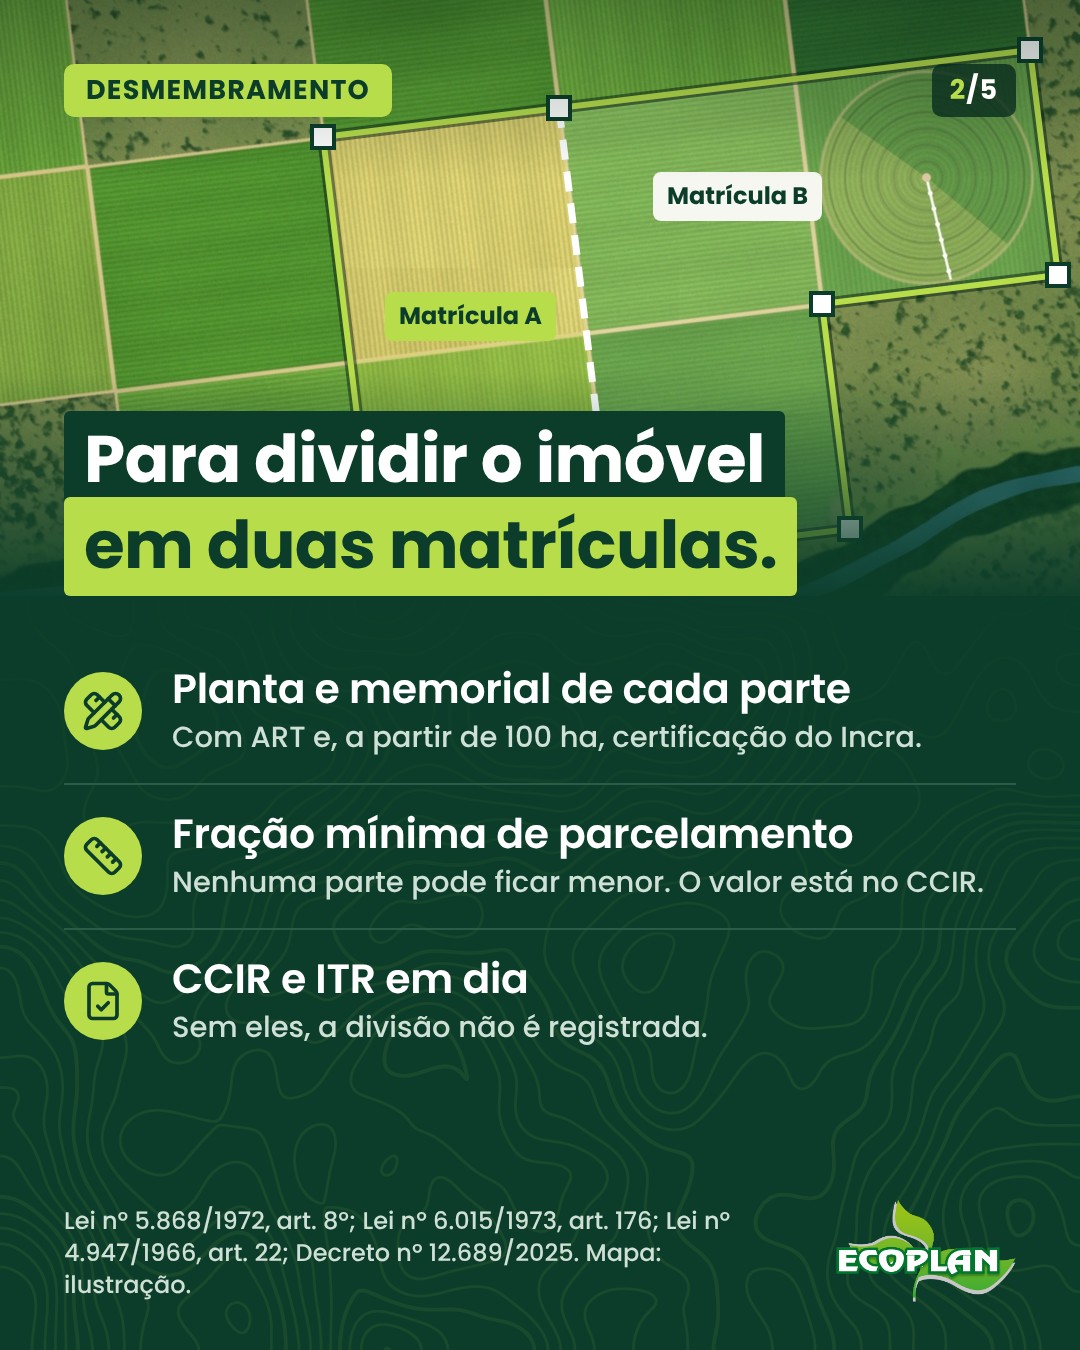 DESMEMBRAMENTO
2/5
Matrícula B
Matrícula A
Para dividir o imóvel
em duas matrículas.
Planta e memorial de cada parte
Com ART e, a partir de 100 ha, certificação do Incra.
Fração mínima de parcelamento
Nenhuma parte pode ficar menor. O valor está no CCIR.
CCIR e ITR em dia
Sem eles, a divisão não é registrada.
Lei nº 5.868/1972, art. 8º; Lei nº 6.015/1973, art. 176; Lei nº
4.947/1966, art. 22; Decreto nº 12.689/2025. Mapa:
ilustração.
ECOPLAN